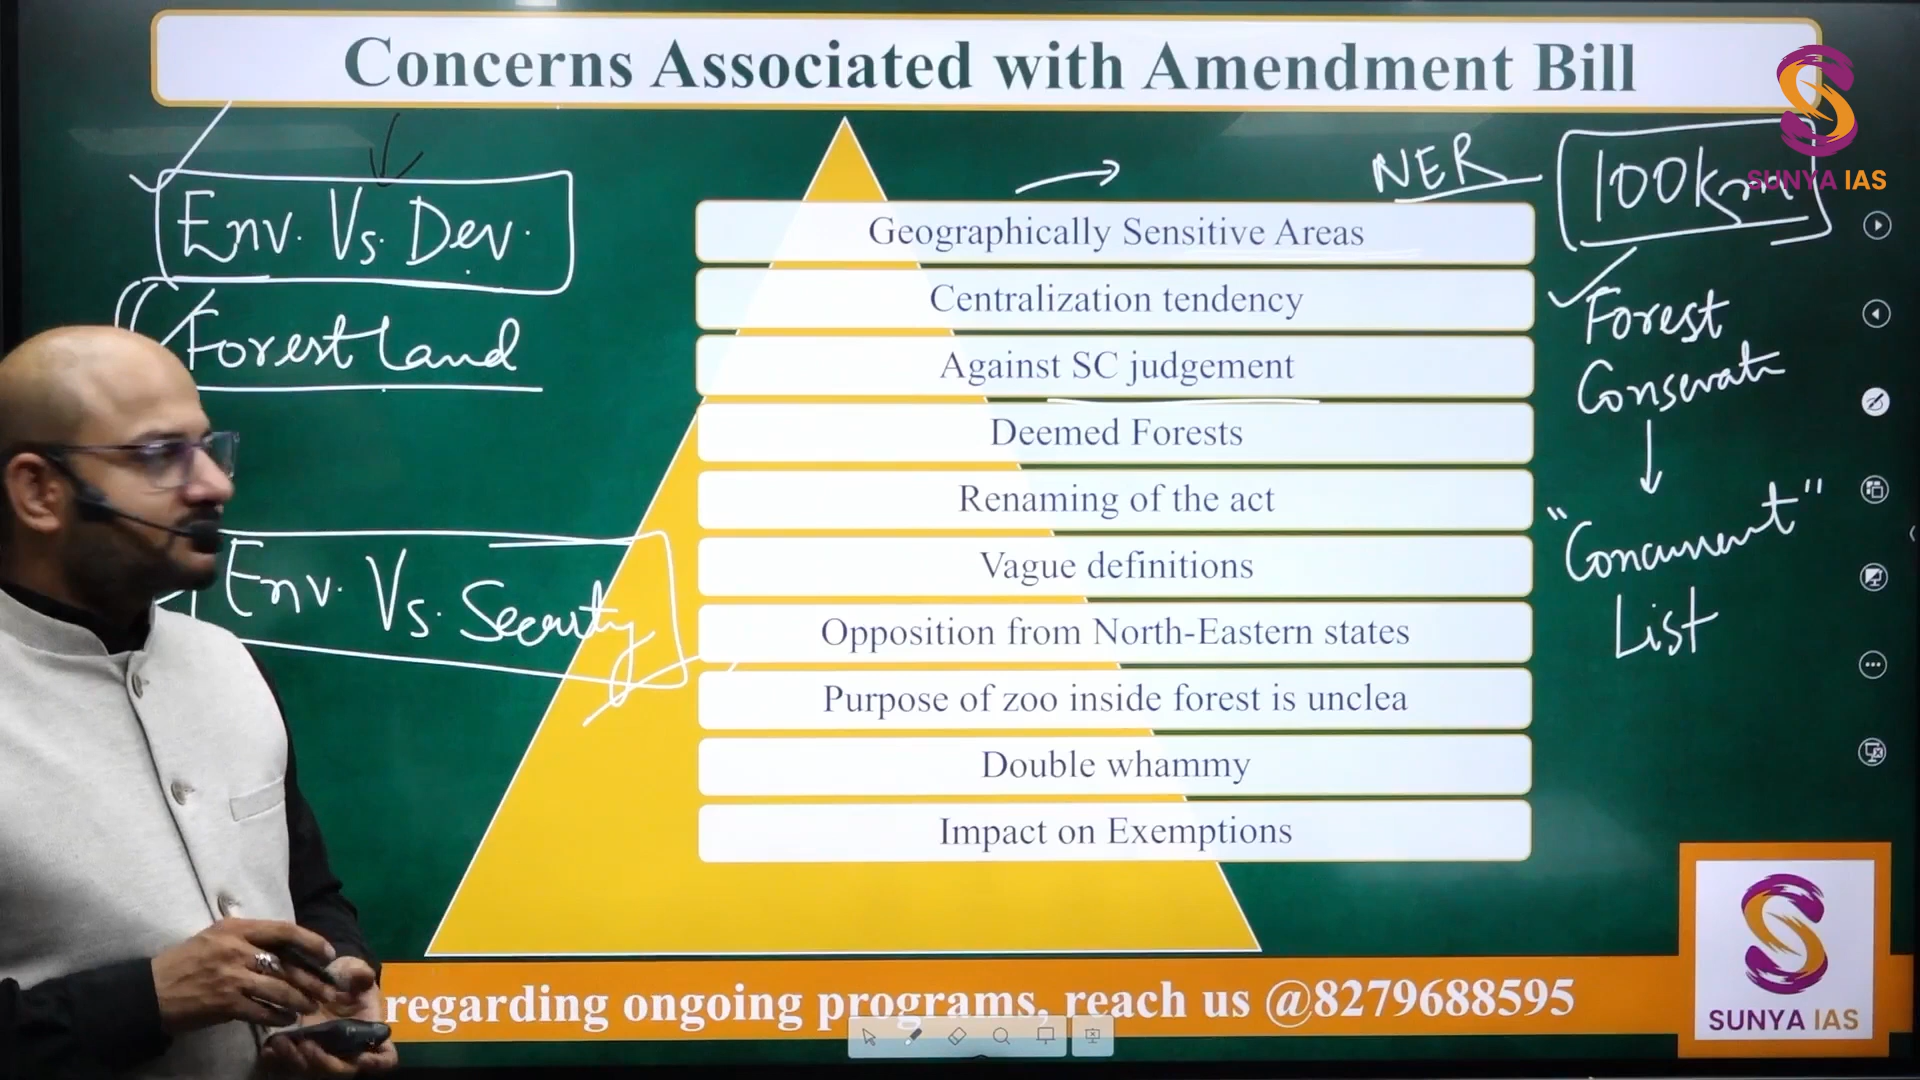 Concerns Associated with Amendment Bill
SUNYA IAS
Env. Vs. Dev.
Forest land
Env. Vs. Security
NER
100km
Geographically Sensitive Areas
Centralization tendency
Against SC judgement
Deemed Forests
Renaming of the act
Vague definitions
Opposition from North-Eastern states
Purpose of zoo inside forest is unclea
Double whammy
Impact on Exemptions
Forest
"Concurrent"
List
regarding ongoing programs, reach us @8279688595
SUNYA IAS